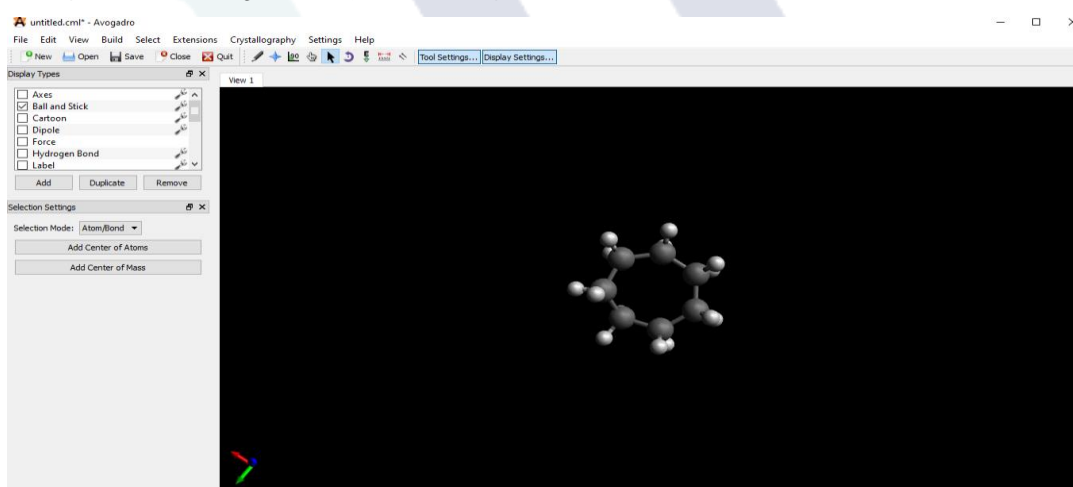 untitled.cml* - Avogadro
File Edit View Build Select Extensions Crystallography Settings Help
New Open Save Close Quit Tool Settings... Display Settings...
Display Types
View 1
Axes
Ball and Stick
Cartoon
Dipole
Force
Hydrogen Bond
Label
Add Duplicate Remove
Selection Settings
Selection Mode: Atom/Bond
Add Center of Atoms
Add Center of Mass